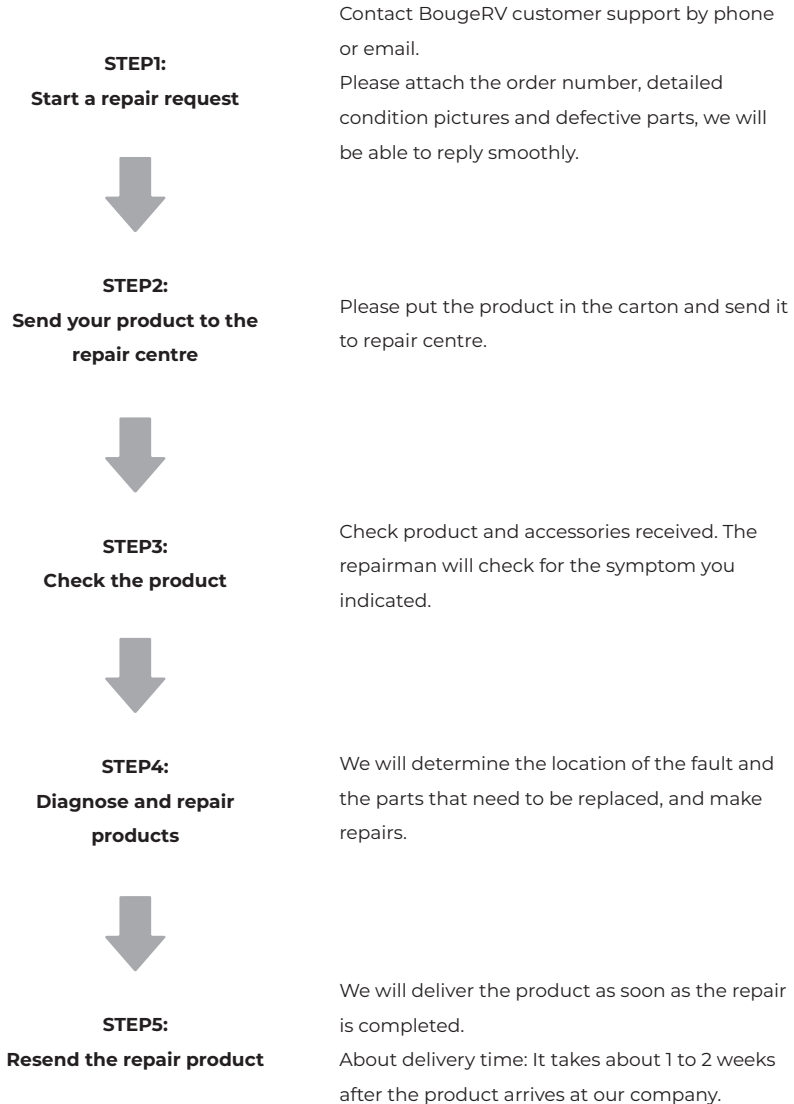 STEP1:
Start a repair request
Contact BougeRV customer support by phone
or email.
Please attach the order number, detailed
condition pictures and defective parts, we will
be able to reply smoothly.
STEP2:
Send your product to the
repair centre
Please put the product in the carton and send it
to repair centre.
STEP3:
Check the product
Check product and accessories received. The
repairman will check for the symptom you
indicated.
STEP4:
Diagnose and repair
products
We will determine the location of the fault and
the parts that need to be replaced, and make
repairs.
STEP5:
Resend the repair product
We will deliver the product as soon as the repair
is completed.
About delivery time: It takes about 1 to 2 weeks
after the product arrives at our company.